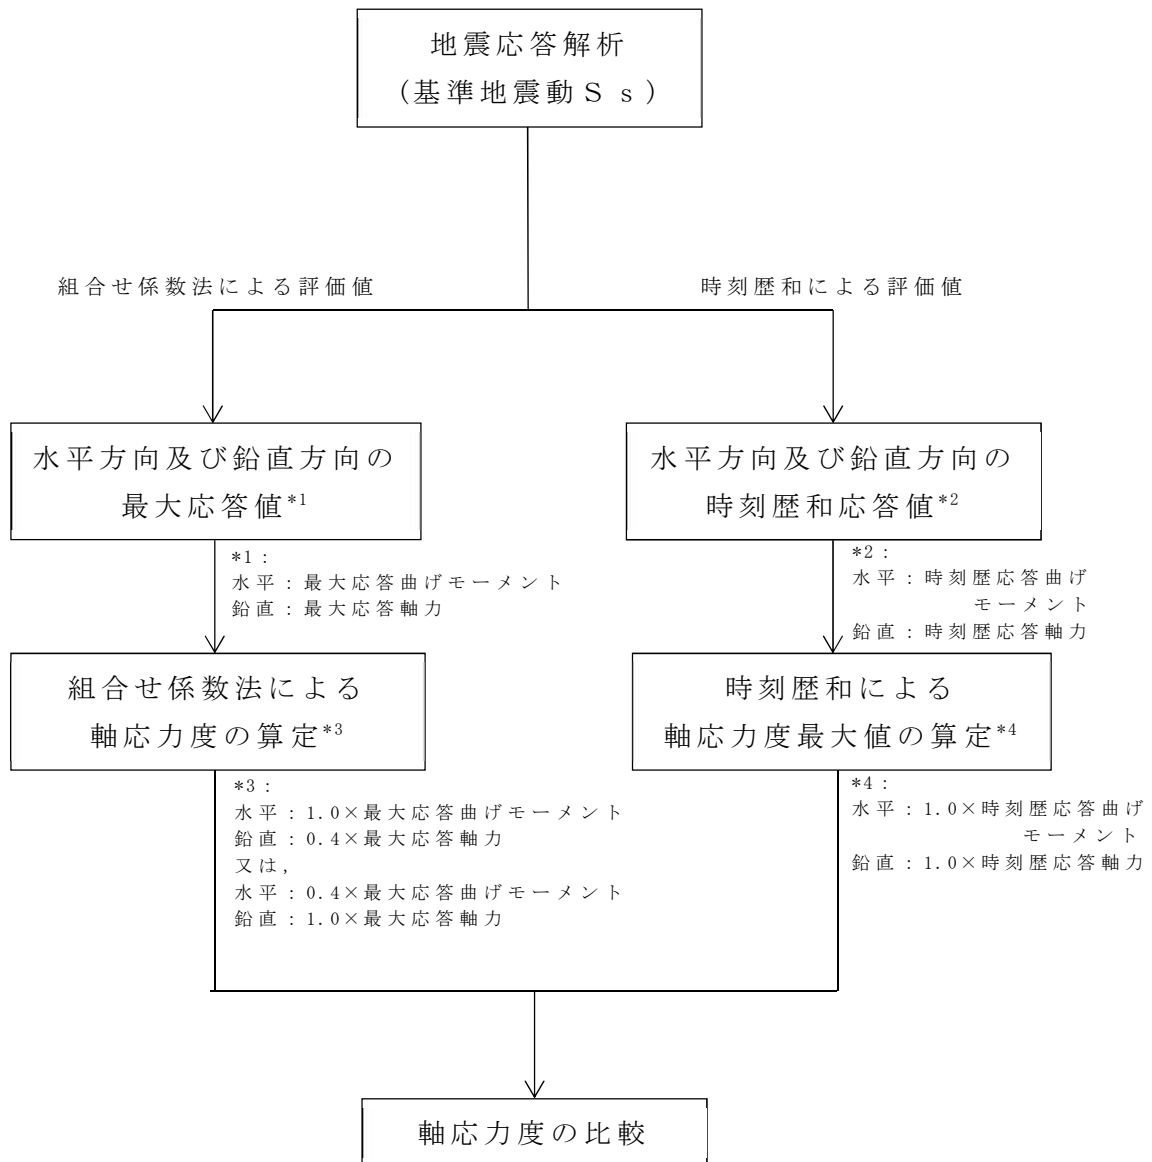 地震応答解析
(基準地震動Ｓｓ)
組合せ係数法による評価値
時刻歴和による評価値
水平方向及び鉛直方向の
最大応答値*1
水平方向及び鉛直方向の
時刻歴和応答値*2
*1：
水平：最大応答曲げモーメント
鉛直：最大応答軸力
*2：
水平：時刻歴応答曲げ
モーメント
鉛直：時刻歴応答軸力
組合せ係数法による
軸応力度の算定*3
時刻歴和による
軸応力度最大値の算定*4
*3：
水平：1.0×最大応答曲げモーメント
鉛直：0.4×最大応答軸力
又は,
水平：0.4×最大応答曲げモーメント
鉛直：1.0×最大応答軸力
*4：
水平：1.0×時刻歴応答曲げ
モーメント
鉛直：1.0×時刻歴応答軸力
軸応力度の比較